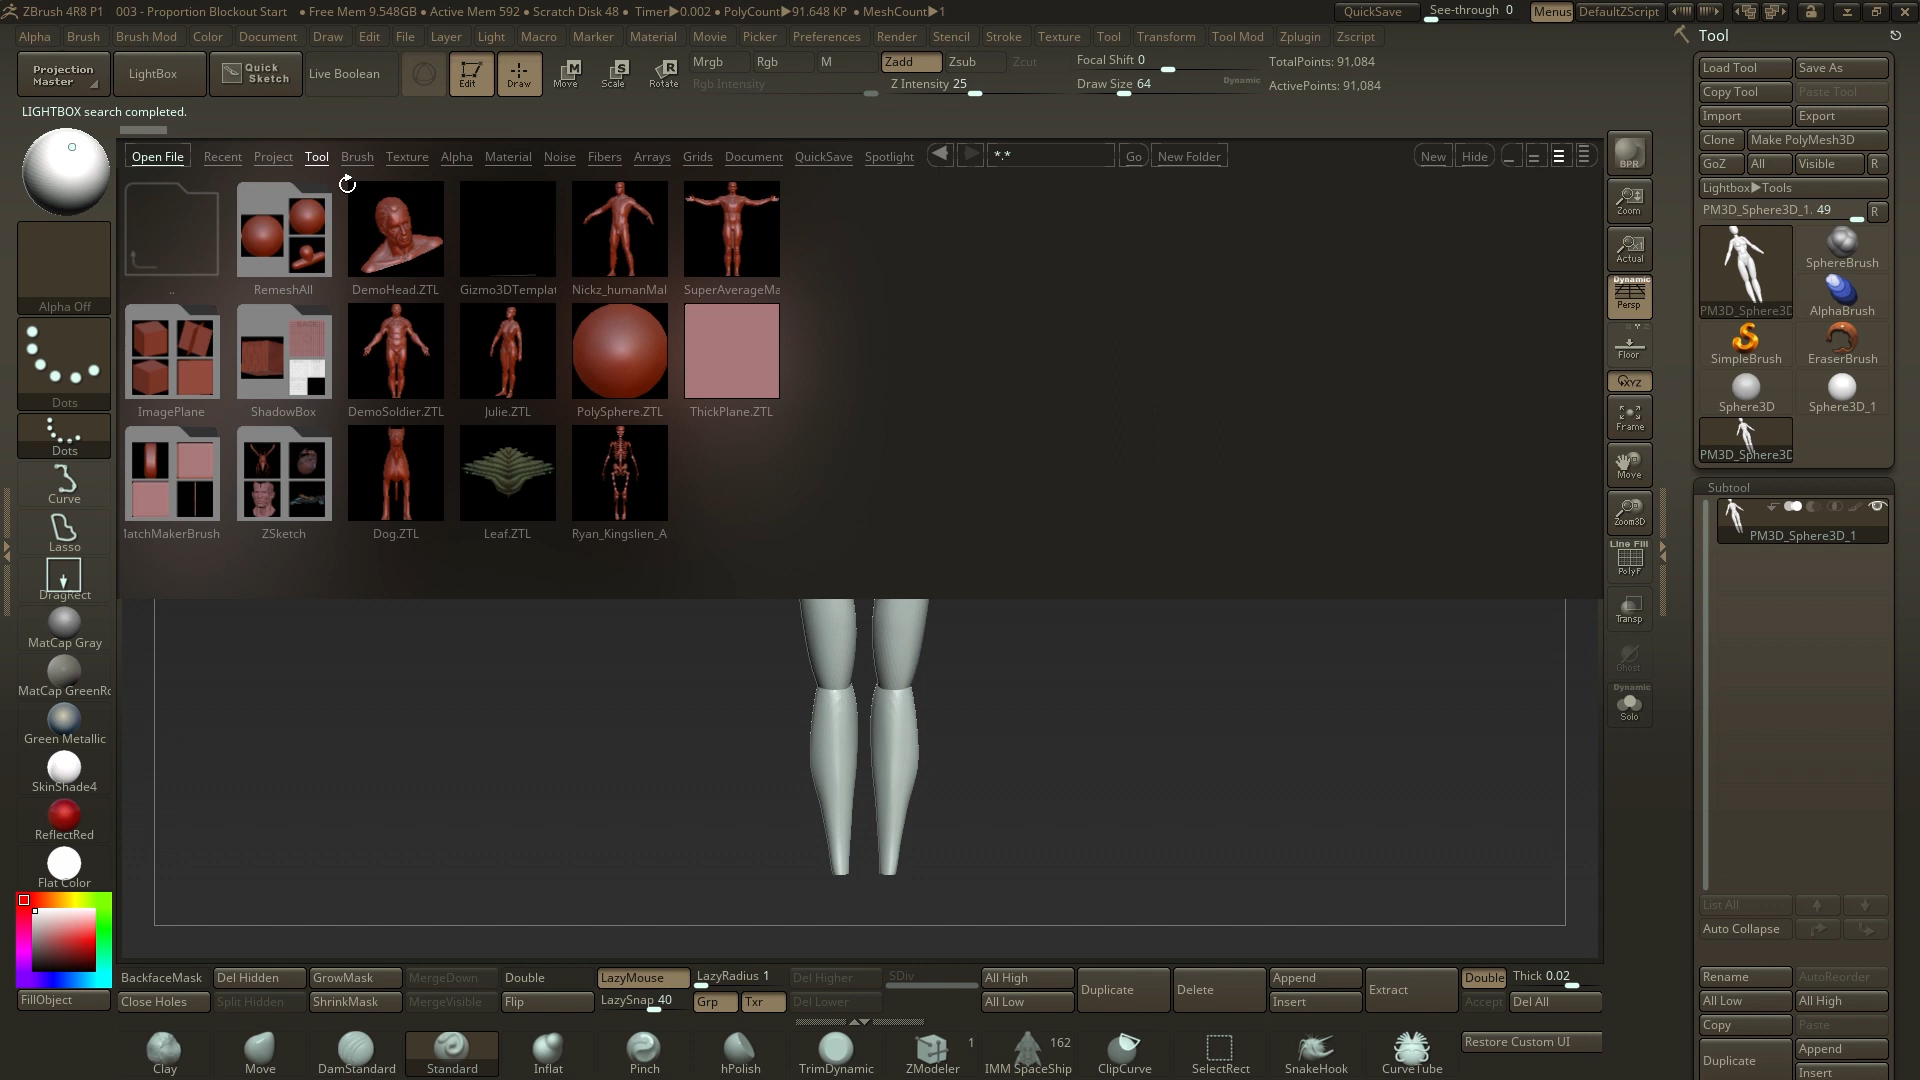 ZBrush 4R8 P1 003 - Proportion Blockout Start • Free Mem 9.548GB • Active Mem 592 • Scratch Disk 48 • Timer▶0.002 • PolyCount▶91.648 KP • MeshCount▶1 QuickSave See-through 0 Menus DefaultZScript
Alpha Brush Brush Mod Color Document Draw Edit File Layer Light Macro Marker Material Movie Picker Preferences Render Stencil Stroke Texture Tool Transform Tool Mod Zplugin Zscript
Projection Master LightBox Quick Sketch Live Boolean Edit Draw Move Scale Rotate
Mrgb Rgb M Zadd Zsub Zcut Focal Shift 0 TotalPoints: 91,084
Rgb Intensity Z Intensity 25 Draw Size 64 Dynamic ActivePoints: 91,084
LIGHTBOX search completed.
Open File Recent Project Tool Brush Texture Alpha Material Noise Fibers Arrays Grids Document QuickSave Spotlight *.* Go New Folder New Hide
.. RemeshAll DemoHead.ZTL Gizmo3DTemplat Nickz_humanMal SuperAverageMa
ImagePlane ShadowBox DemoSoldier.ZTL Julie.ZTL PolySphere.ZTL ThickPlane.ZTL
MatchMakerBrush ZSketch Dog.ZTL Leaf.ZTL Ryan_Kingslien_A
Alpha Off
Dots
Dots
Curve
Lasso
DragRect
MatCap Gray
MatCap GreenRo
Green Metallic
SkinShade4
ReflectRed
Flat Color
FillObject
BPR
Zoom
Actual
Dynamic
Persp
Floor
XYZ
Frame
Move
Zoom3D
Line Fill
PolyF
Transp
Ghost
Dynamic
Solo
Tool
Load Tool Save As
Copy Tool Paste Tool
Import Export
Clone Make PolyMesh3D
GoZ All Visible R
Lightbox▶Tools
PM3D_Sphere3D_1. 49 R
PM3D_Sphere3D SphereBrush
AlphaBrush
SimpleBrush EraserBrush
Sphere3D Sphere3D_1
PM3D_Sphere3D
Subtool
PM3D_Sphere3D_1
List All
Auto Collapse
Rename AutoReorder
All Low All High
Copy Paste
Duplicate Append
Insert
BackfaceMask Del Hidden GrowMask MergeDown Double LazyMouse LazyRadius 1 Del Higher SDiv All High Duplicate Delete Append Extract Double Thick 0.02
Close Holes Split Hidden ShrinkMask MergeVisible Flip LazySnap 40 Grp Txr Del Lower All Low Insert Accept Del All
Clay Move DamStandard Standard Inflat Pinch hPolish TrimDynamic ZModeler 1 IMM SpaceShip 162 ClipCurve SelectRect SnakeHook CurveTube Restore Custom UI